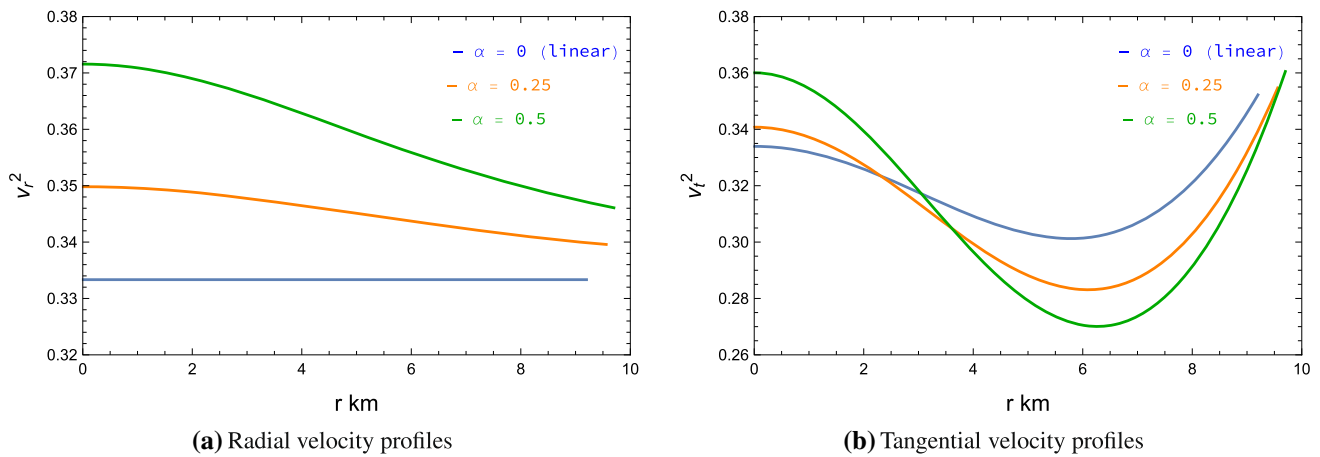 0.38
0.37
0.36
0.35
0.34
0.33
0.32
v_r^2
0 2 4 6 8 10
r km
α = 0 (linear)
α = 0.25
α = 0.5
(a) Radial velocity profiles
0.38
0.36
0.34
0.32
0.30
0.28
0.26
v_t^2
0 2 4 6 8 10
r km
α = 0 (linear)
α = 0.25
α = 0.5
(b) Tangential velocity profiles